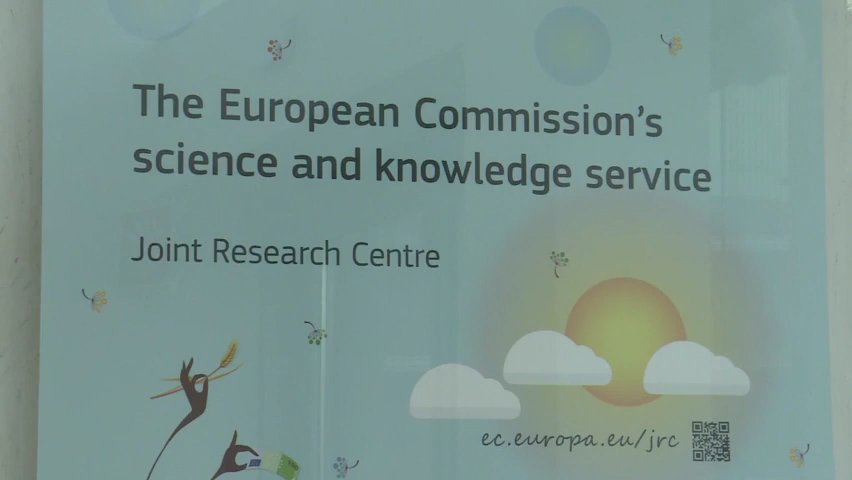 The European Commission's
science and knowledge service
Joint Research Centre
ec.europa.eu/jrc